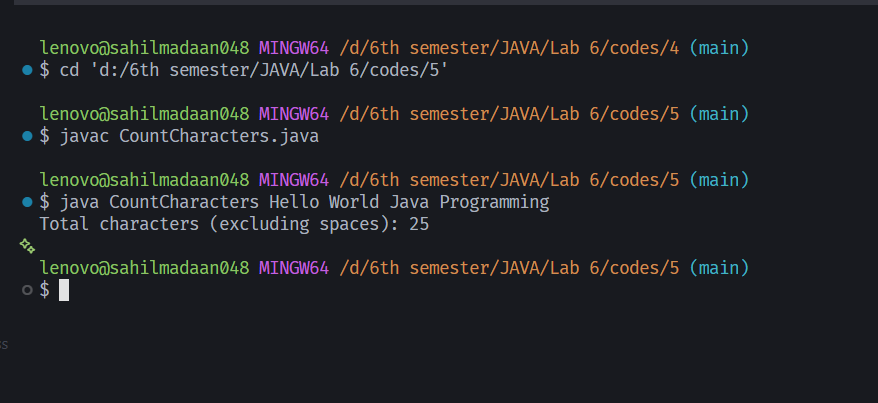 lenovo@sahilmadaan048 MINGW64 /d/6th semester/JAVA/Lab 6/codes/4 (main)
$ cd 'd:/6th semester/JAVA/Lab 6/codes/5'
lenovo@sahilmadaan048 MINGW64 /d/6th semester/JAVA/Lab 6/codes/5 (main)
$ javac CountCharacters.java
lenovo@sahilmadaan048 MINGW64 /d/6th semester/JAVA/Lab 6/codes/5 (main)
$ java CountCharacters Hello World Java Programming
Total characters (excluding spaces): 25
lenovo@sahilmadaan048 MINGW64 /d/6th semester/JAVA/Lab 6/codes/5 (main)
$